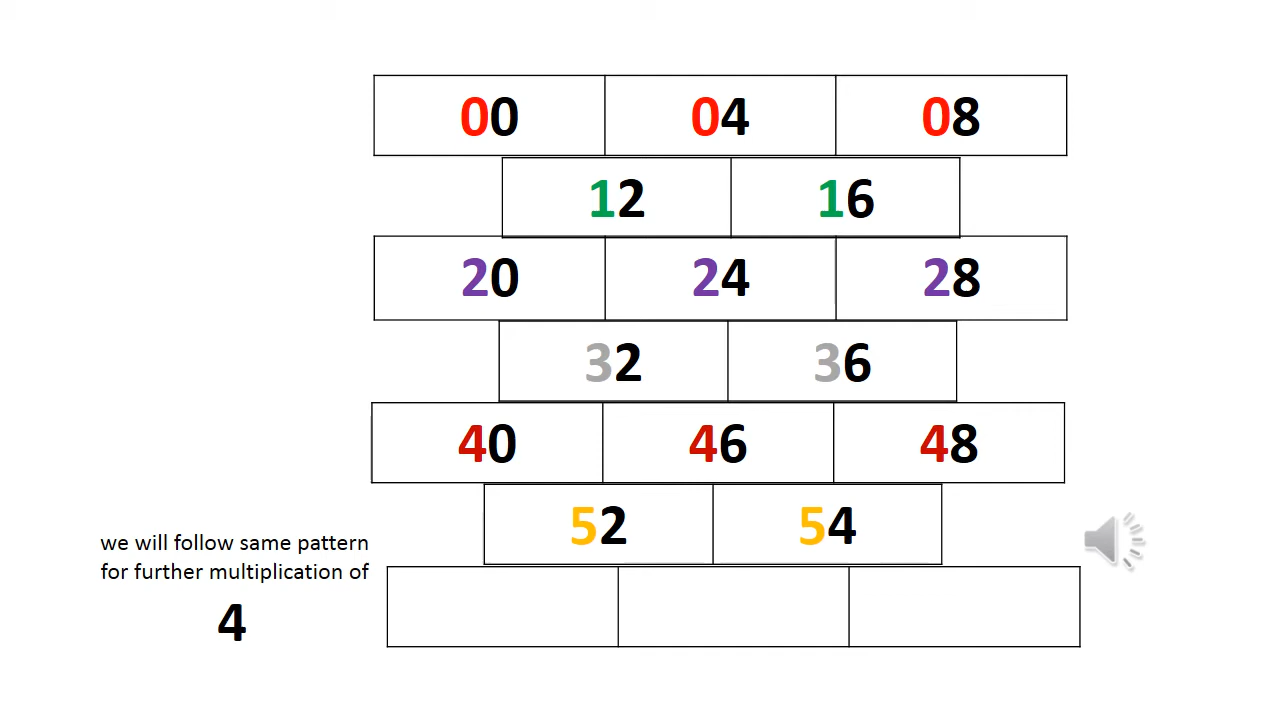 00 04 08
12 16
20 24 28
32 36
40 46 48
52 54
we will follow same pattern
for further multiplication of
4